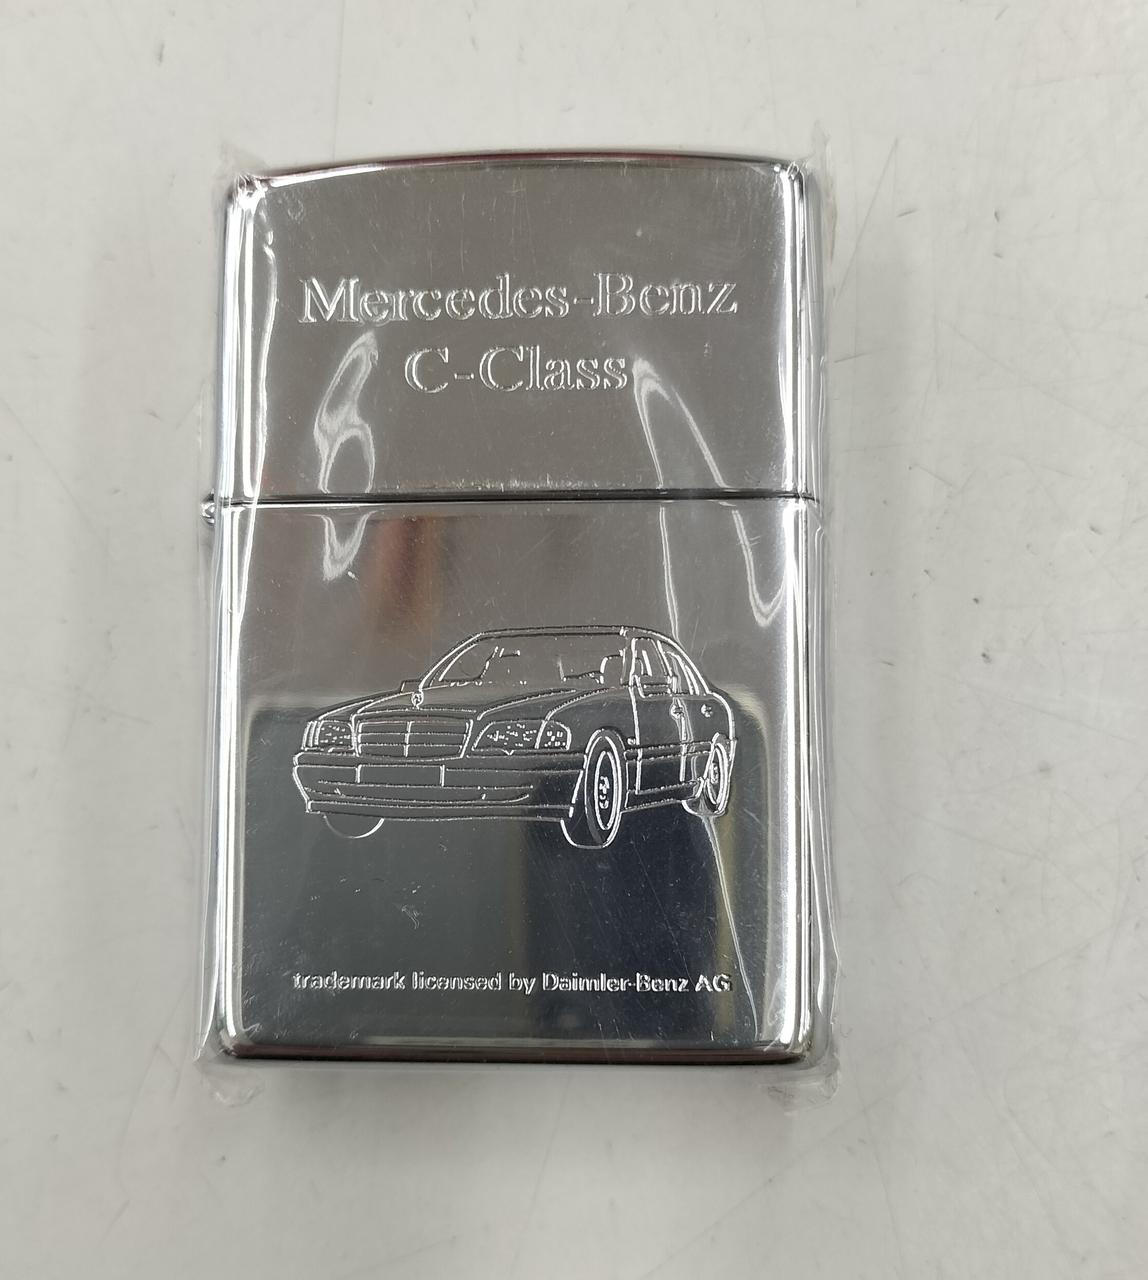 Mercedes-Benz
C-Class
trademark licensed by Daimler-Benz AG